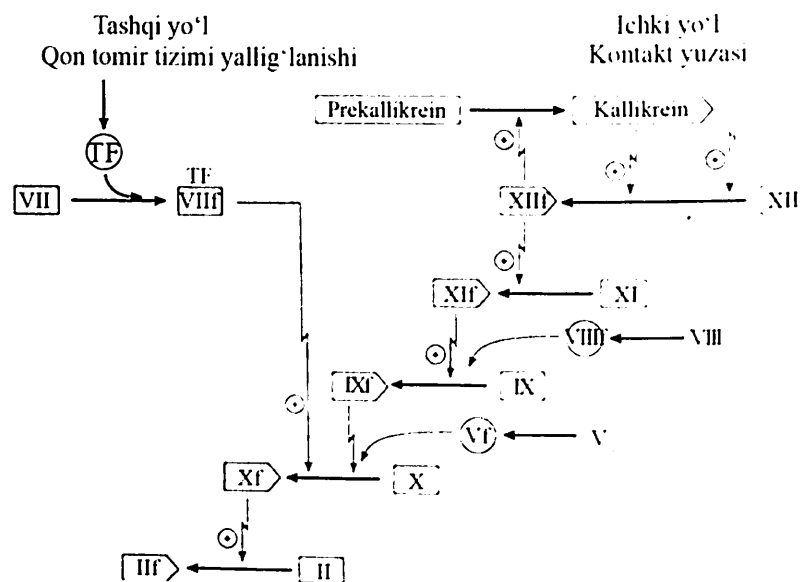 Tashqi yo‘l
Qon tomir tizimi yallig‘lanishi
Ichki yo‘l
Kontakt yuzasi
Prekallikrein
Kallikrein
TF
TF
VII
VIIf
XIIf
XII
XIf
XI
VIIIf
VIII
IXf
IX
Vf
V
Xf
X
IIf
II